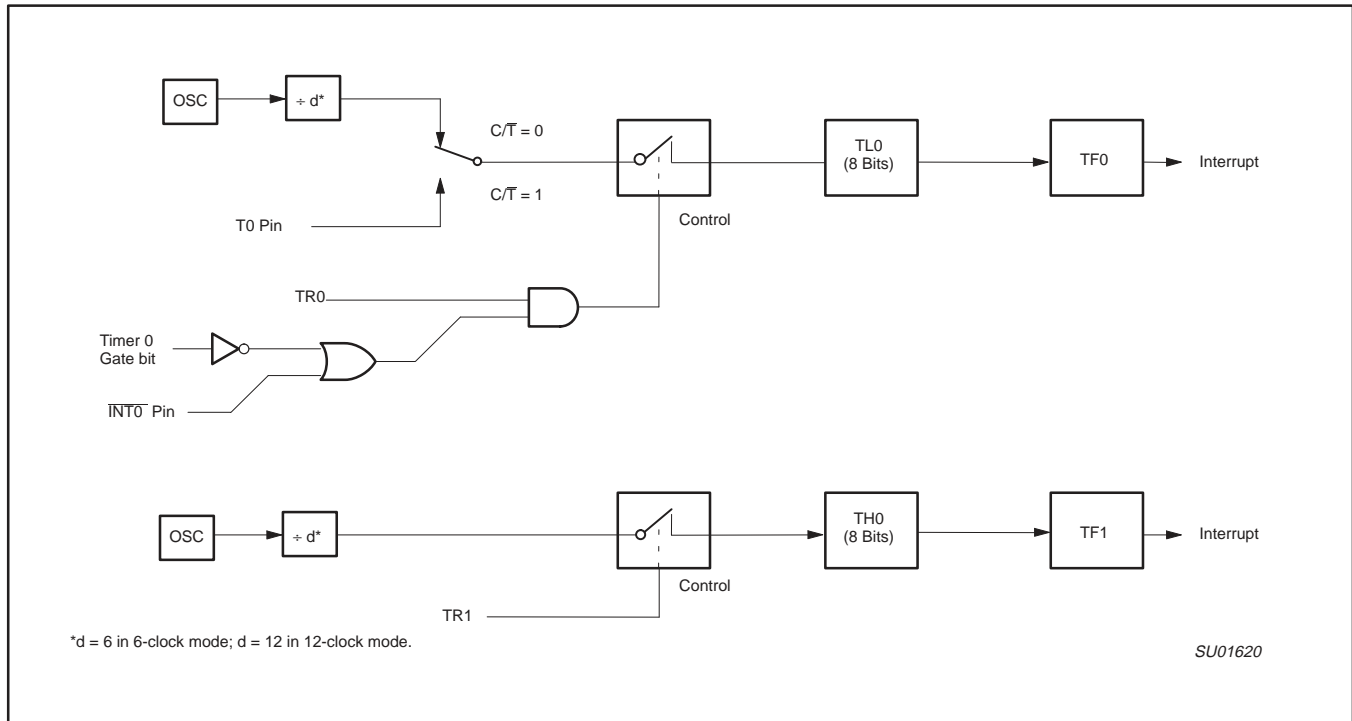 OSC
÷ d*
C/T̅ = 0
C/T̅ = 1
T0 Pin
TR0
Timer 0
Gate bit
I̅N̅T̅0̅ Pin
Control
TL0
(8 Bits)
TF0
Interrupt
OSC
÷ d*
TR1
Control
TH0
(8 Bits)
TF1
Interrupt
*d = 6 in 6-clock mode; d = 12 in 12-clock mode.
SU01620